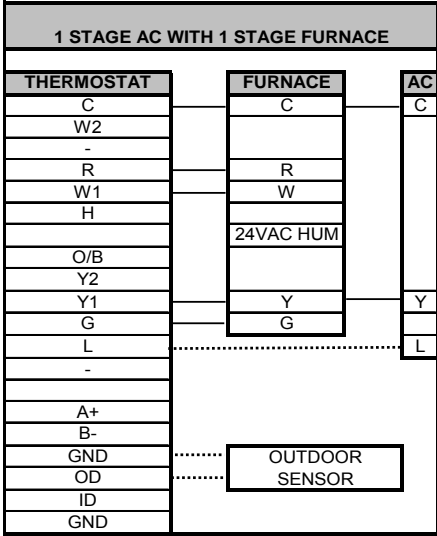 1 STAGE AC WITH 1 STAGE FURNACE
THERMOSTAT FURNACE AC
C C C
W2
-
R R
W1 W
H
24VAC HUM
O/B
Y2
Y1 Y Y
G G
L L
-
A+
B-
GND OUTDOOR
OD SENSOR
ID
GND